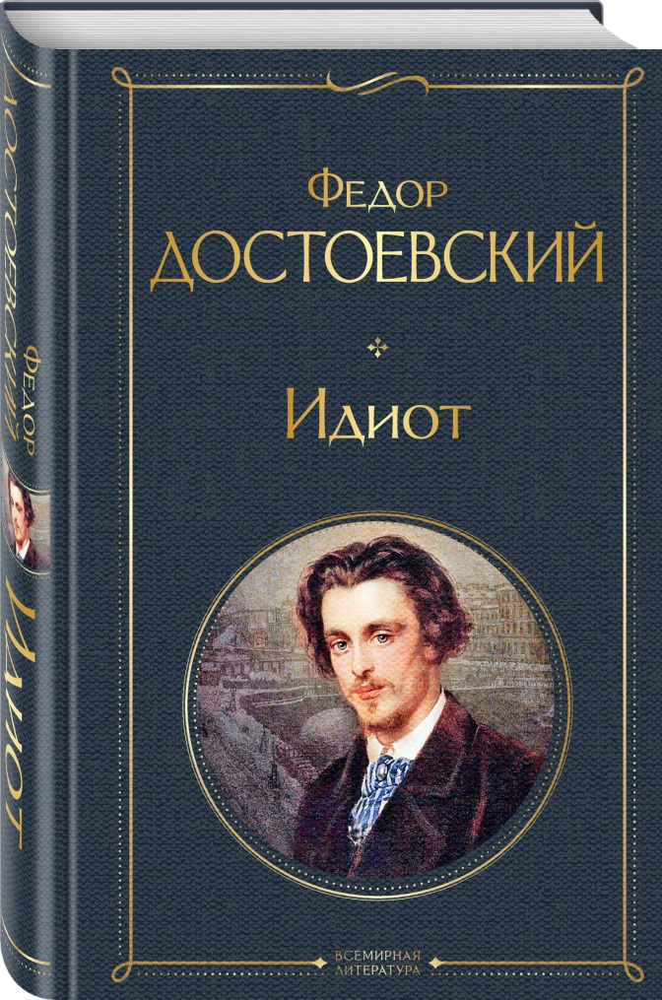 Федор
ДОСТОЕВСКИЙ
Идиот
ВСЕМИРНАЯ
ЛИТЕРАТУРА
ДОСТОЕВСКИЙ
ФЕДОР
Идиот